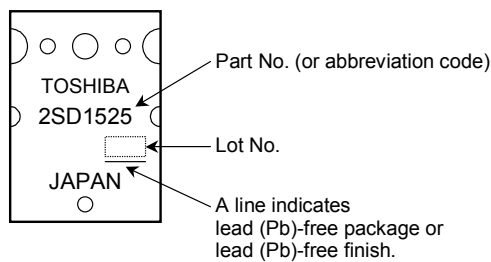 TOSHIBA
2SD1525
JAPAN
Part No. (or abbreviation code)
Lot No.
A line indicates
lead (Pb)-free package or
lead (Pb)-free finish.